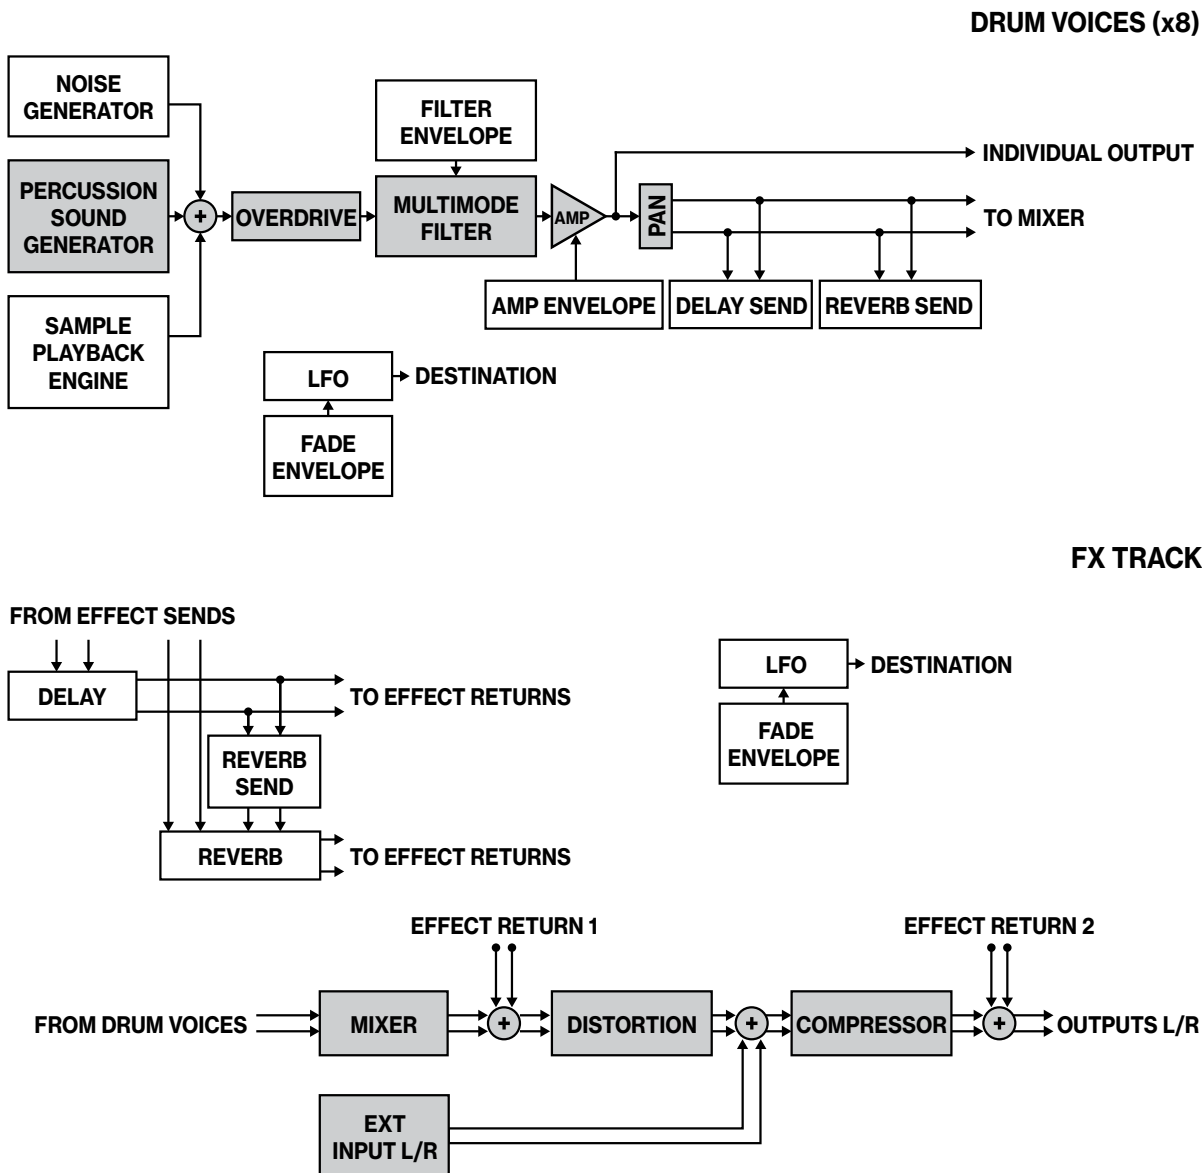 DRUM VOICES (x8)
NOISE
GENERATOR
FILTER
ENVELOPE
INDIVIDUAL OUTPUT
PERCUSSION
SOUND
GENERATOR
+
OVERDRIVE
MULTIMODE
FILTER
AMP
PAN
TO MIXER
SAMPLE
PLAYBACK
ENGINE
AMP ENVELOPE
DELAY SEND
REVERB SEND
LFO
DESTINATION
FADE
ENVELOPE
FX TRACK
FROM EFFECT SENDS
DELAY
TO EFFECT RETURNS
LFO
DESTINATION
FADE
ENVELOPE
REVERB
SEND
REVERB
TO EFFECT RETURNS
EFFECT RETURN 1
EFFECT RETURN 2
FROM DRUM VOICES
MIXER
+
DISTORTION
+
COMPRESSOR
+
OUTPUTS L/R
EXT
INPUT L/R